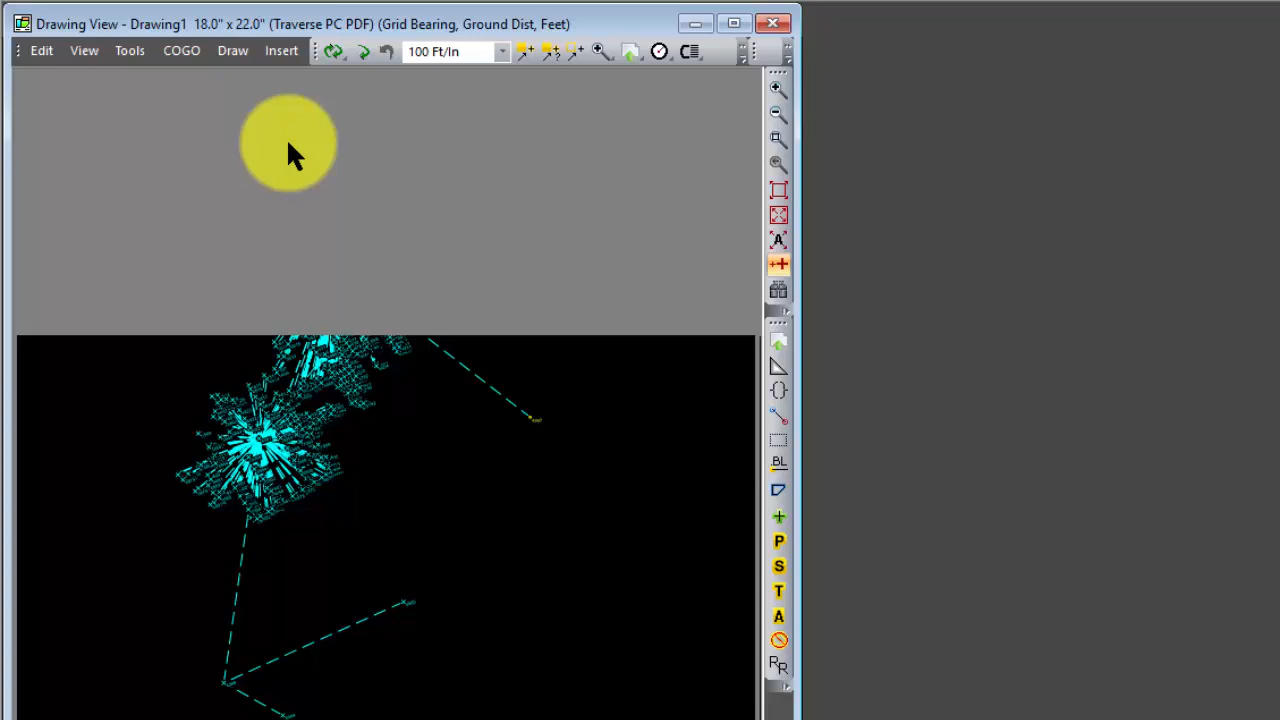 Drawing View - Drawing1 18.0" x 22.0" (Traverse PC PDF) (Grid Bearing, Ground Dist, Feet)
Edit View Tools COGO Draw Insert 100 Ft/In
A
.BL
P
S
T
A
RR